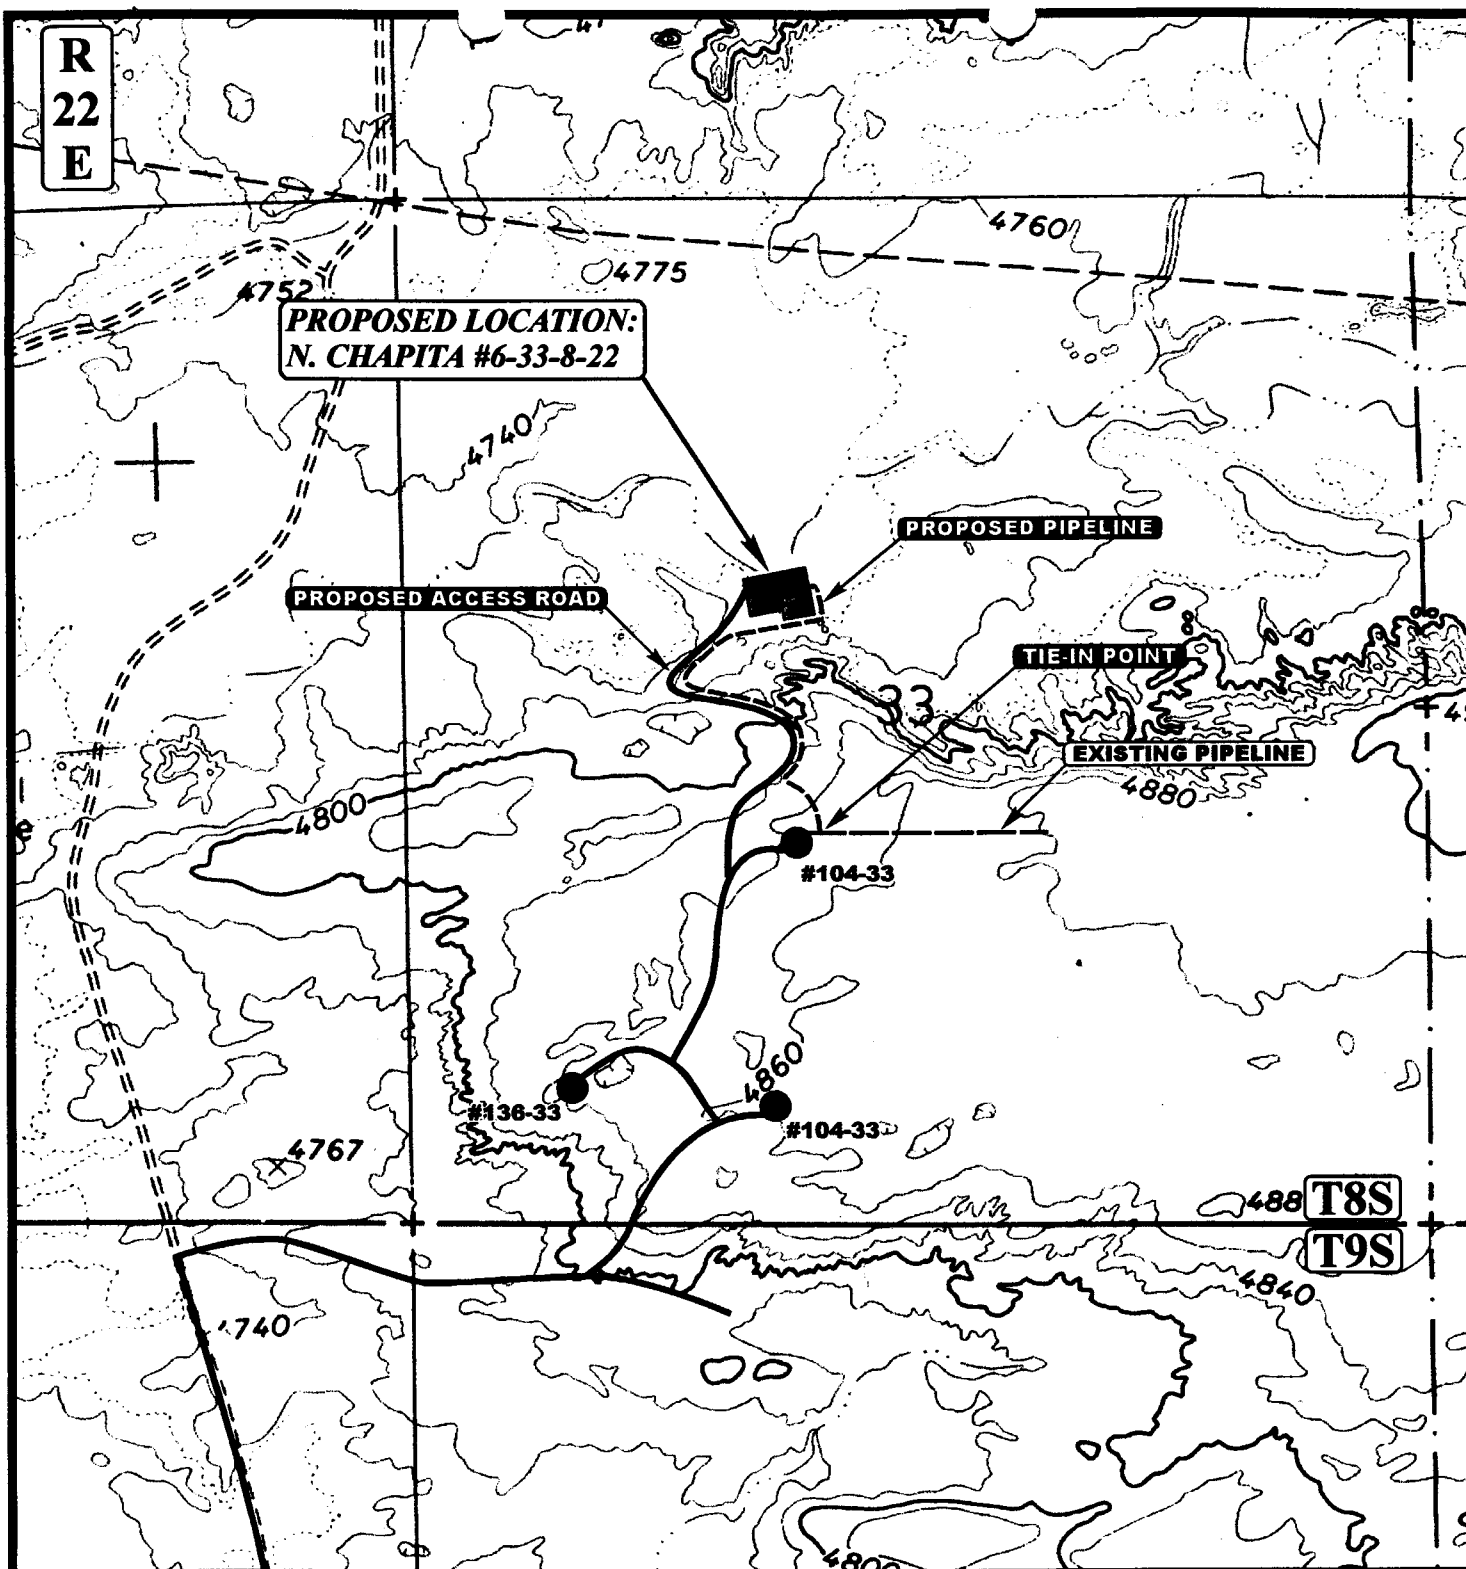 R
22
E
4760
4775
4752
PROPOSED LOCATION:
N. CHAPITA #6-33-8-22
4740
PROPOSED PIPELINE
PROPOSED ACCESS ROAD
TIE-IN POINT
33
EXISTING PIPELINE
4880
4800
e
#104-33
4860
#136-33
#104-33
4767
488
T8S
T9S
4840
4740
4800